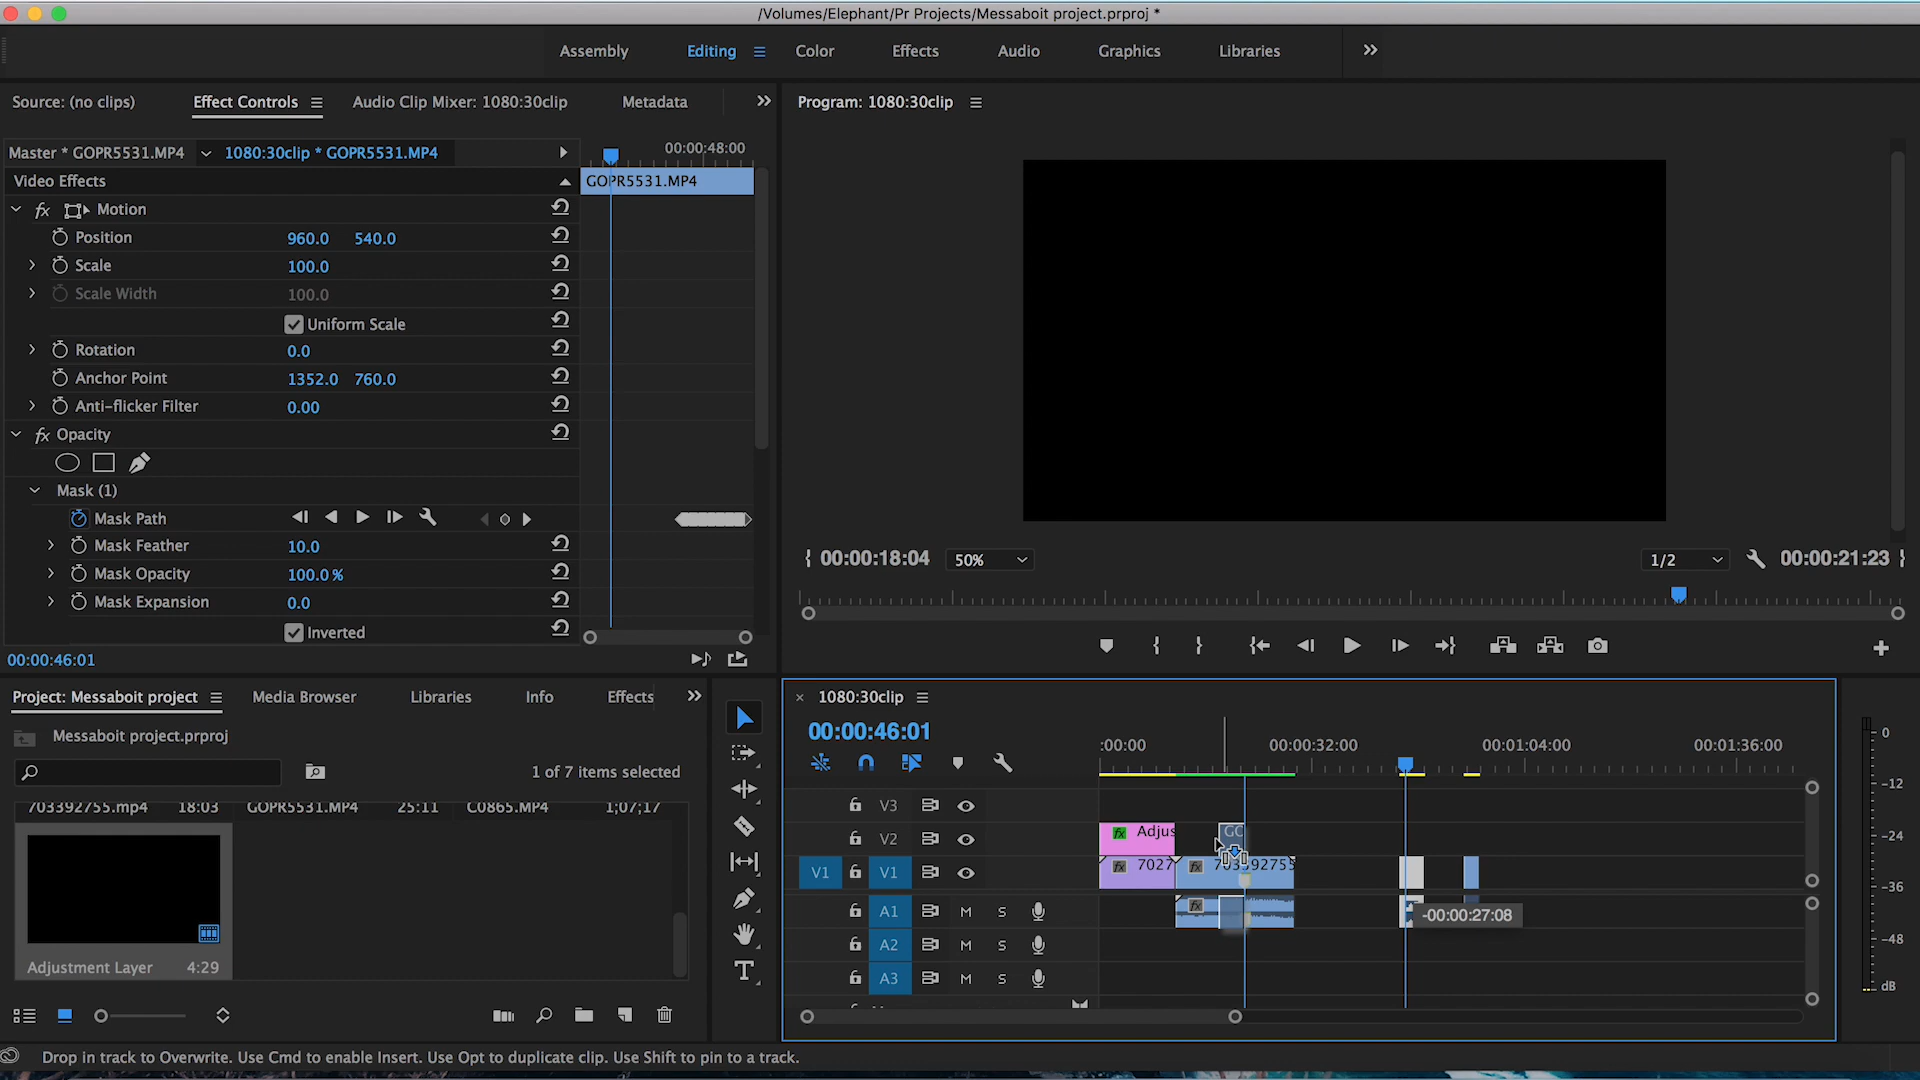 /Volumes/Elephant/Pr Projects/Messaboit project.prproj *
Assembly Editing Color Effects Audio Graphics Libraries
Source: (no clips) Effect Controls Audio Clip Mixer: 1080:30clip Metadata
Program: 1080:30clip
Master * GOPR5531.MP4 1080:30clip * GOPR5531.MP4 00:00:48:00
Video Effects GOPR5531.MP4
fx Motion
Position 960.0 540.0
Scale 100.0
Scale Width 100.0
Uniform Scale
Rotation 0.0
Anchor Point 1352.0 760.0
Anti-flicker Filter 0.00
fx Opacity
Mask (1)
Mask Path
Mask Feather 10.0
Mask Opacity 100.0 %
Mask Expansion 0.0
Inverted
00:00:46:01
00:00:18:04 50% 1/2 00:00:21:23
Project: Messaboit project Media Browser Libraries Info Effects
Messaboit project.prproj
1 of 7 items selected
703392755.mp4 18:03 GOPR5531.MP4 25:11 C0865.MP4 1;07;17
Adjustment Layer 4:29
1080:30clip
00:00:46:01
:00:00 00:00:32:00 00:01:04:00 00:01:36:00
V3
V2 fx Adjus GO
V1 V1 fx 7027 fx 703392755
A1 M S fx -00:00:27:08
A2 M S
A3 M S
0
-12
-24
-36
-48
dB
Drop in track to Overwrite. Use Cmd to enable Insert. Use Opt to duplicate clip. Use Shift to pin to a track.